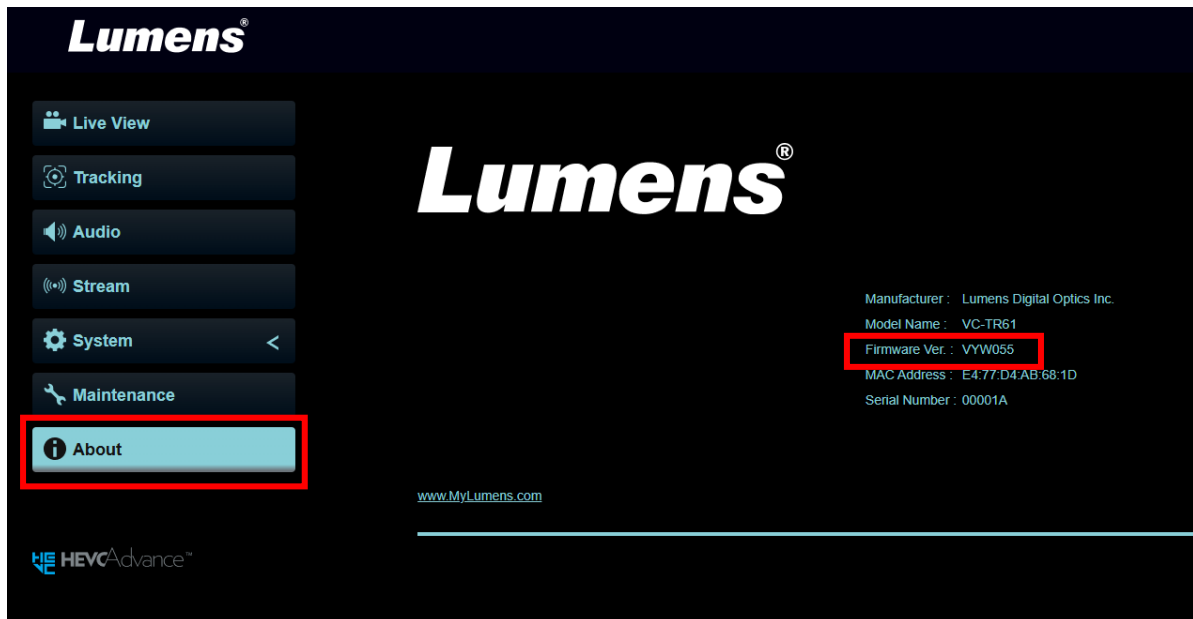 Lumens®
Live View
Tracking
Audio
Stream
System <
Maintenance
About
HEVCAdvance™
Lumens®
Manufacturer : Lumens Digital Optics Inc.
Model Name : VC-TR61
Firmware Ver. : VYW055
MAC Address : E4:77:D4:AB:68:1D
Serial Number : 00001A
www.MyLumens.com